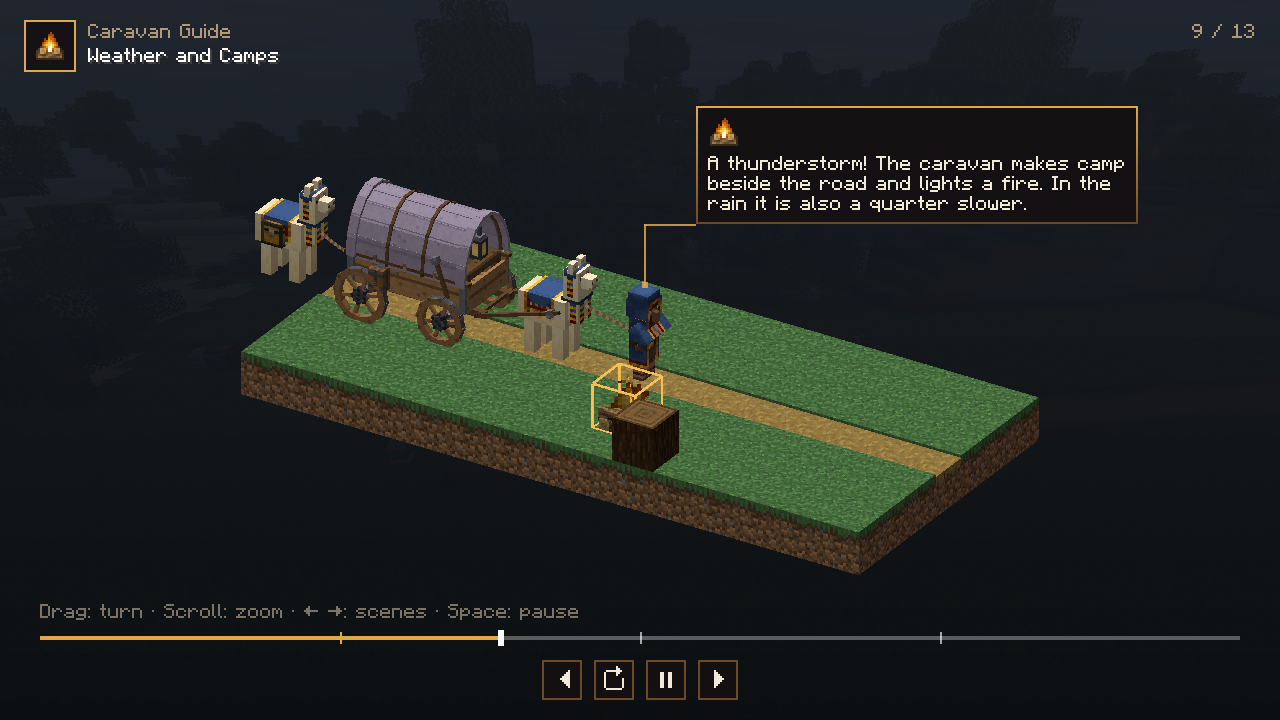 Caravan Guide
Weather and Camps
9 / 13
A thunderstorm! The caravan makes camp
beside the road and lights a fire. In the
rain it is also a quarter slower.
Drag: turn · Scroll: zoom · ← →: scenes · Space: pause